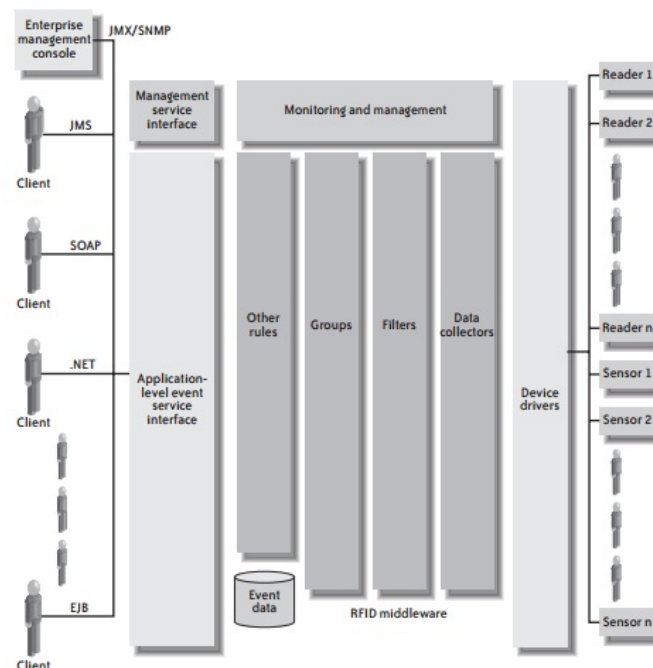 Enterprise
management
console
JMX/SNMP
JMS
Client
SOAP
Client
.NET
Client
EJB
Client
Management
service
interface
Application-
level event
service
interface
Monitoring and management
Other
rules
Groups
Filters
Data
collectors
Event
data
RFID middleware
Device
drivers
Reader 1
Reader 2
Reader n
Sensor 1
Sensor 2
Sensor n